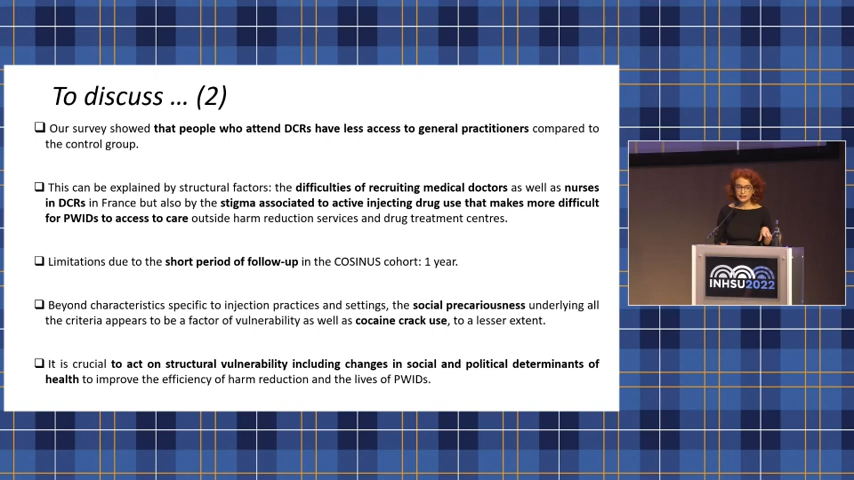 To discuss … (2)
❑ Our survey showed that people who attend DCRs have less access to general practitioners compared to
the control group.
❑ This can be explained by structural factors: the difficulties of recruiting medical doctors as well as nurses
in DCRs in France but also by the stigma associated to active injecting drug use that makes more difficult
for PWIDs to access to care outside harm reduction services and drug treatment centres.
❑ Limitations due to the short period of follow-up in the COSINUS cohort: 1 year.
❑ Beyond characteristics specific to injection practices and settings, the social precariousness underlying all
the criteria appears to be a factor of vulnerability as well as cocaine crack use, to a lesser extent.
❑ It is crucial to act on structural vulnerability including changes in social and political determinants of
health to improve the efficiency of harm reduction and the lives of PWIDs.
INHSU2022